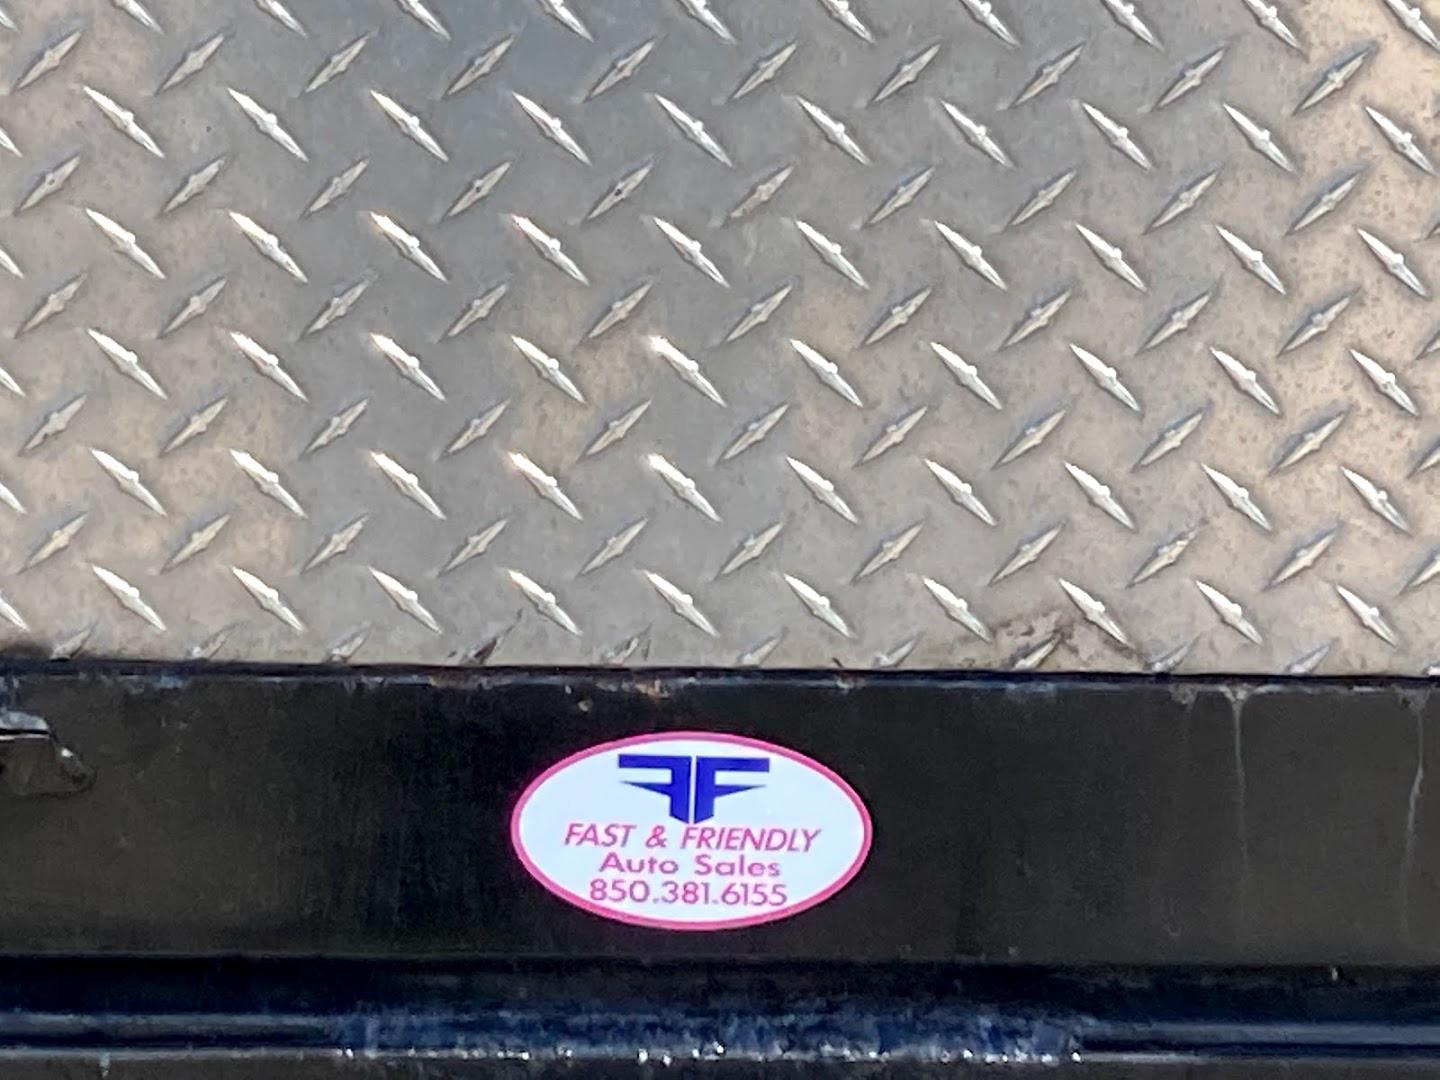 FF
FAST & FRIENDLY
Auto Sales
850.381.6155